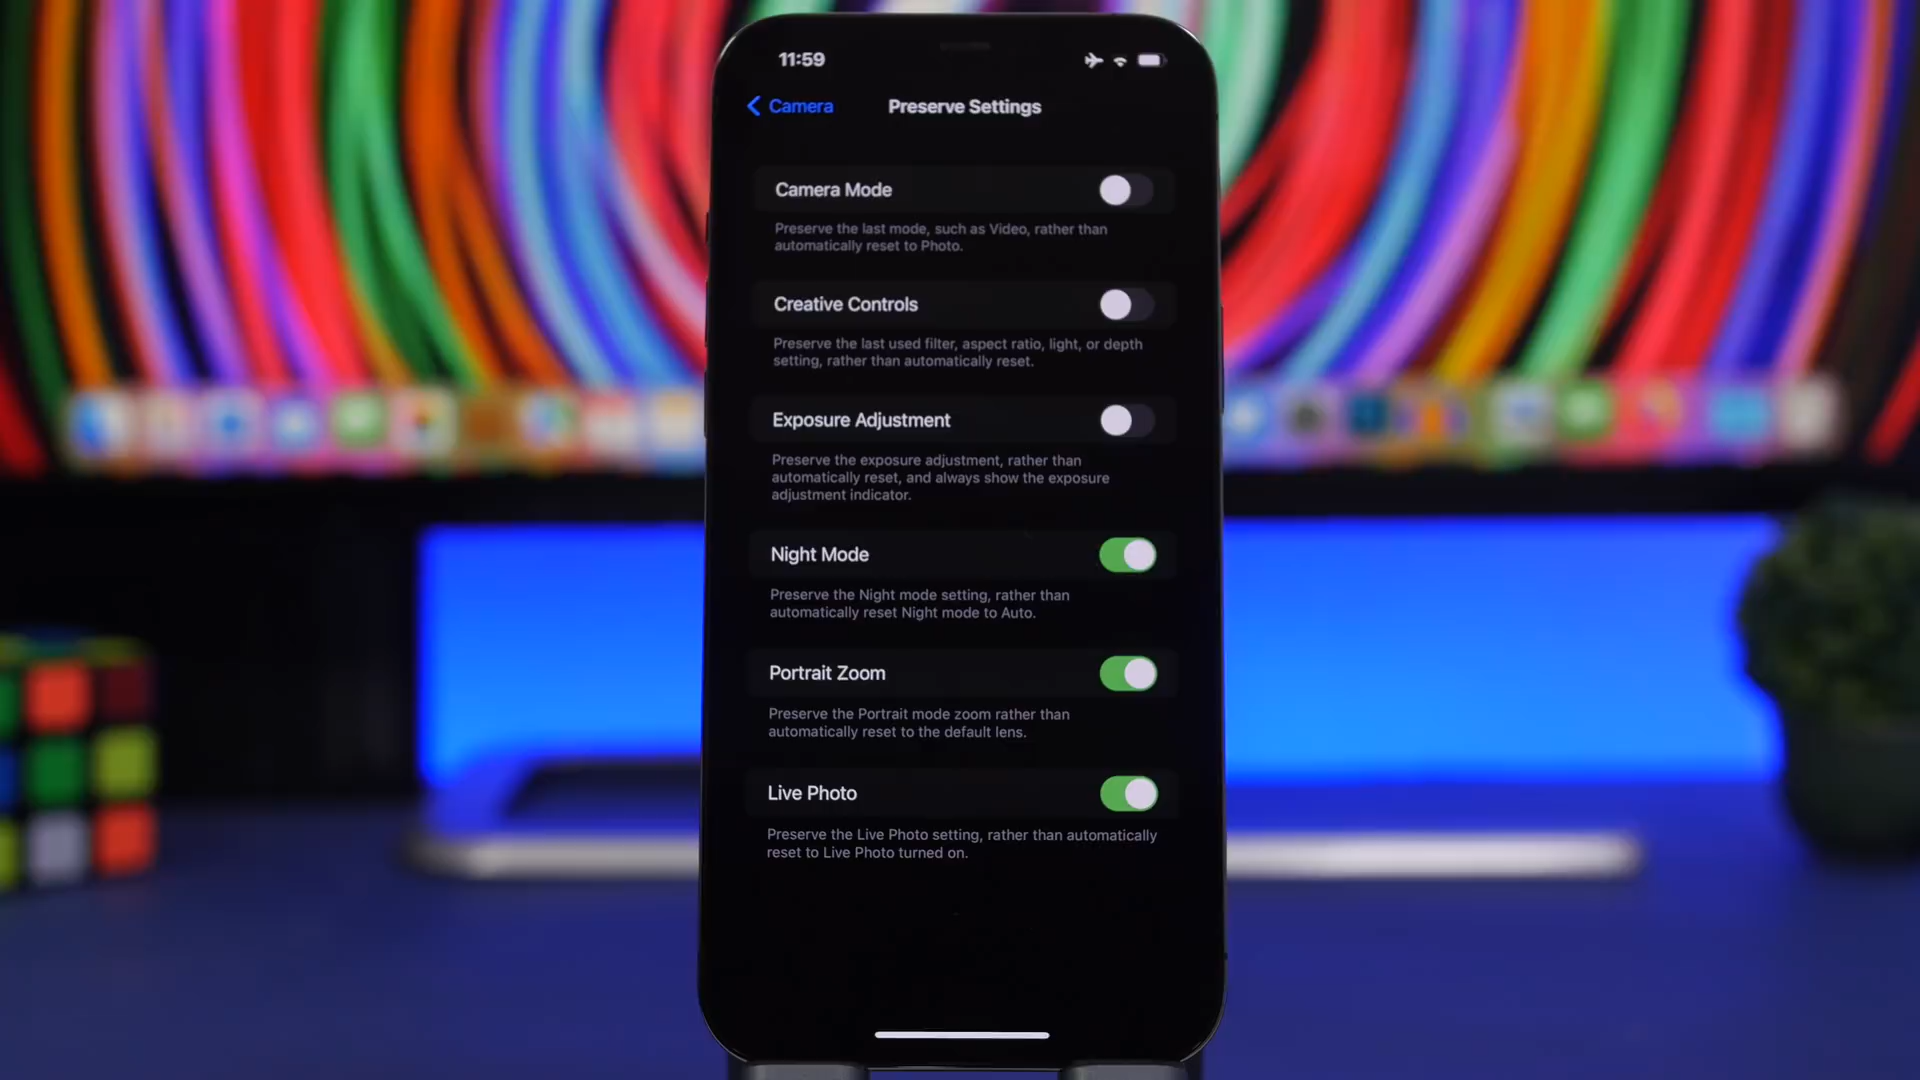 11:59
Camera
Preserve Settings
Camera Mode
Preserve the last mode, such as Video, rather than
automatically reset to Photo.
Creative Controls
Preserve the last used filter, aspect ratio, light, or depth
setting, rather than automatically reset.
Exposure Adjustment
Preserve the exposure adjustment, rather than
automatically reset, and always show the exposure
adjustment indicator.
Night Mode
Preserve the Night mode setting, rather than
automatically reset Night mode to Auto.
Portrait Zoom
Preserve the Portrait mode zoom rather than
automatically reset to the default lens.
Live Photo
Preserve the Live Photo setting, rather than automatically
reset to Live Photo turned on.